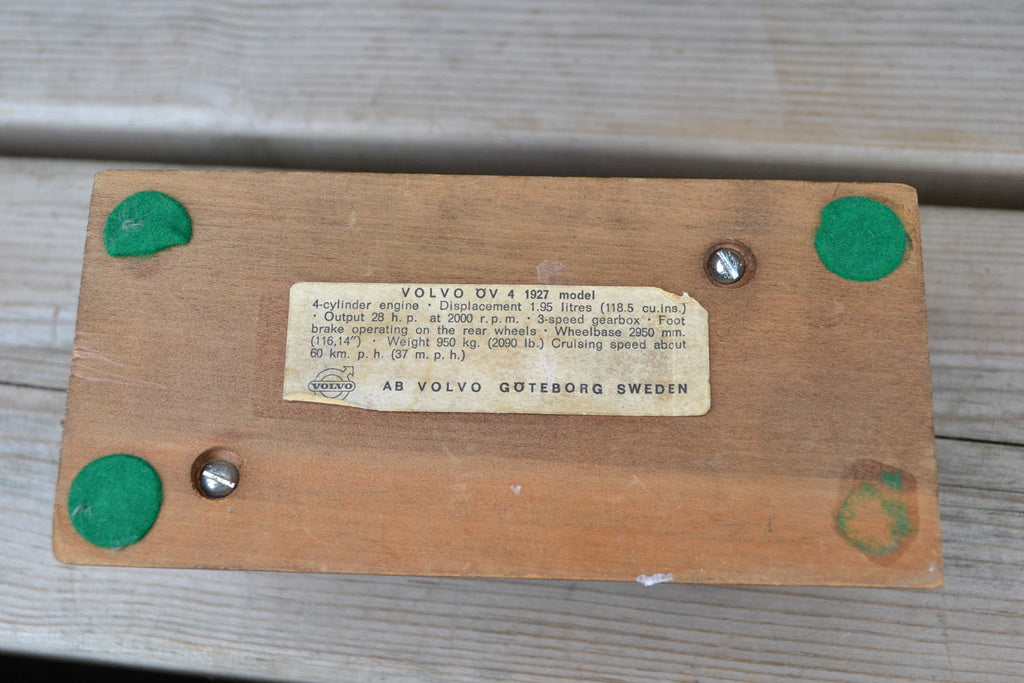 VOLVO ÖV 4 1927 model
4-cylinder engine · Displacement 1.95 litres (118.5 cu.ins.)
· Output 28 h. p. at 2000 r. p. m. · 3-speed gearbox · Foot
brake operating on the rear wheels · Wheelbase 2950 mm.
(116,14") · Weight 950 kg. (2090 lb.) Cruising speed about
60 km. p. h. (37 m. p. h.)
VOLVO AB VOLVO GÖTEBORG SWEDEN